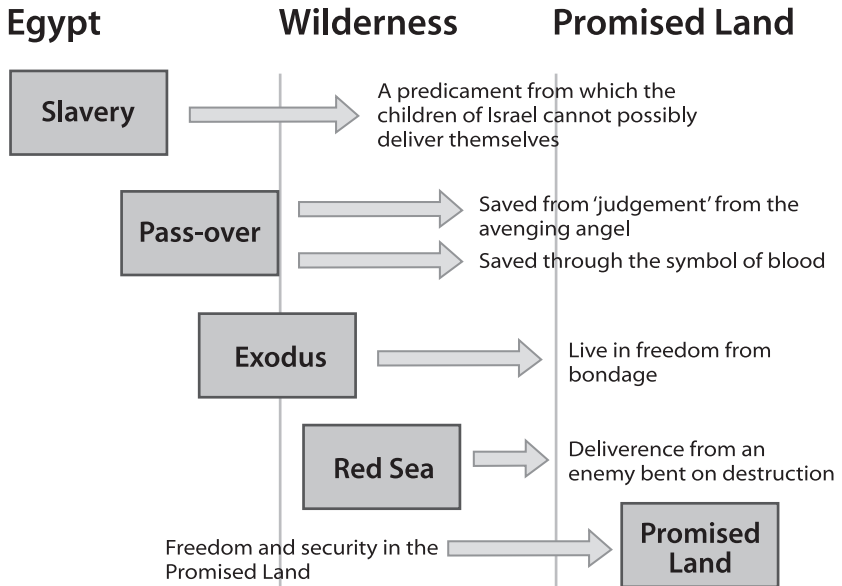 Egypt Wilderness Promised Land
Slavery
A predicament from which the
children of Israel cannot possibly
deliver themselves
Pass-over
Saved from ‘judgement’ from the
avenging angel
Saved through the symbol of blood
Exodus
Live in freedom from
bondage
Red Sea
Deliverence from an
enemy bent on destruction
Freedom and security in the
Promised Land
Promised
Land